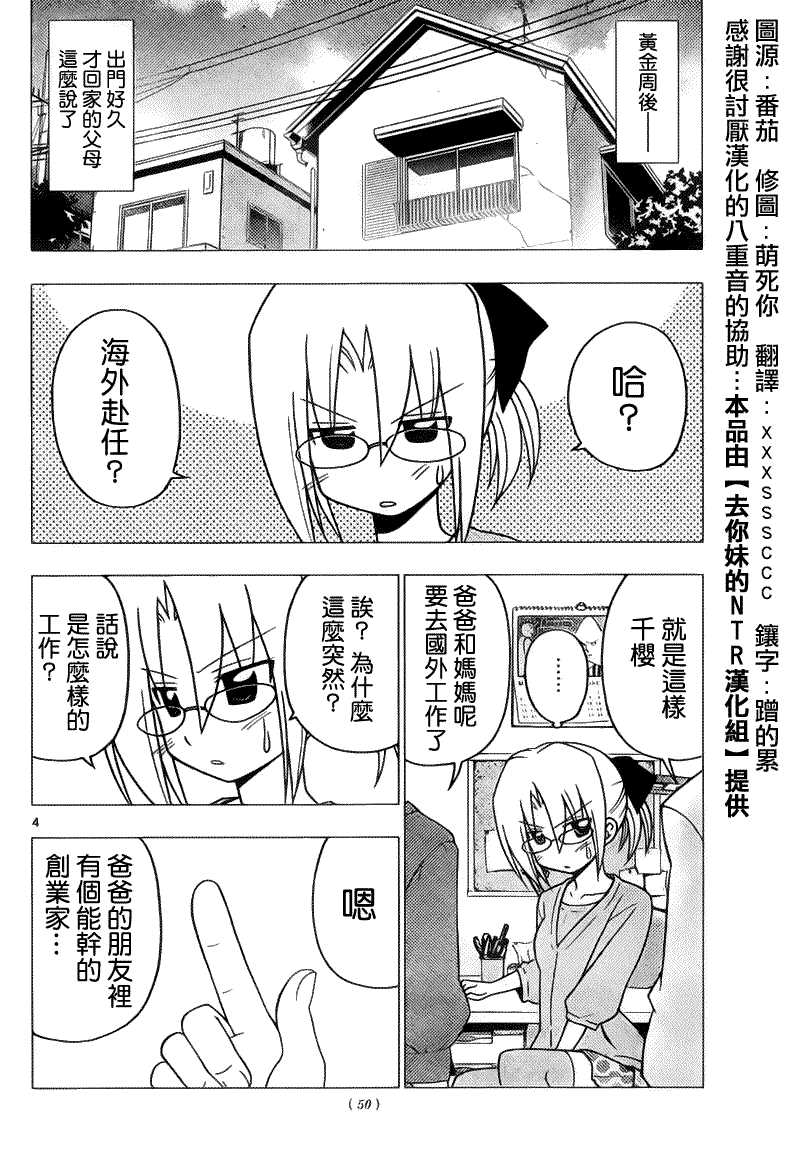 圖源：番茄　修圖：萌死你　翻譯：xxxsssccc　鑲字：蹭的累
感謝很討厭漢化的八重音的協助…本品由【去你妹的NTR漢化組】提供
黃金周後——
出門好久
才回家的父母
這麼說了
哈？
海外赴任？
就是這樣
千櫻
……
爸爸和媽媽呢
要去國外工作了
誒？為什麼
這麼突然？
話說
是怎麼樣的
工作？
4
嗯
爸爸的朋友裡
有個能幹的
創業家…
（50）